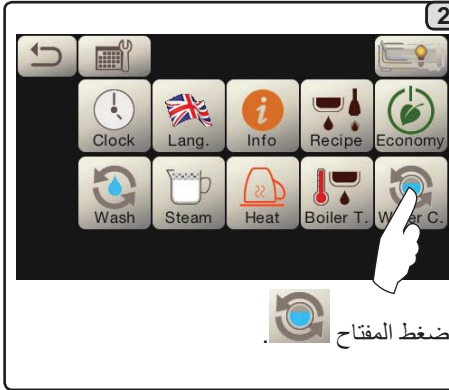 2
Clock Lang. Info Recipe Economy
Wash Steam Heat Boiler T. W er C.
ضغط المفتاح .